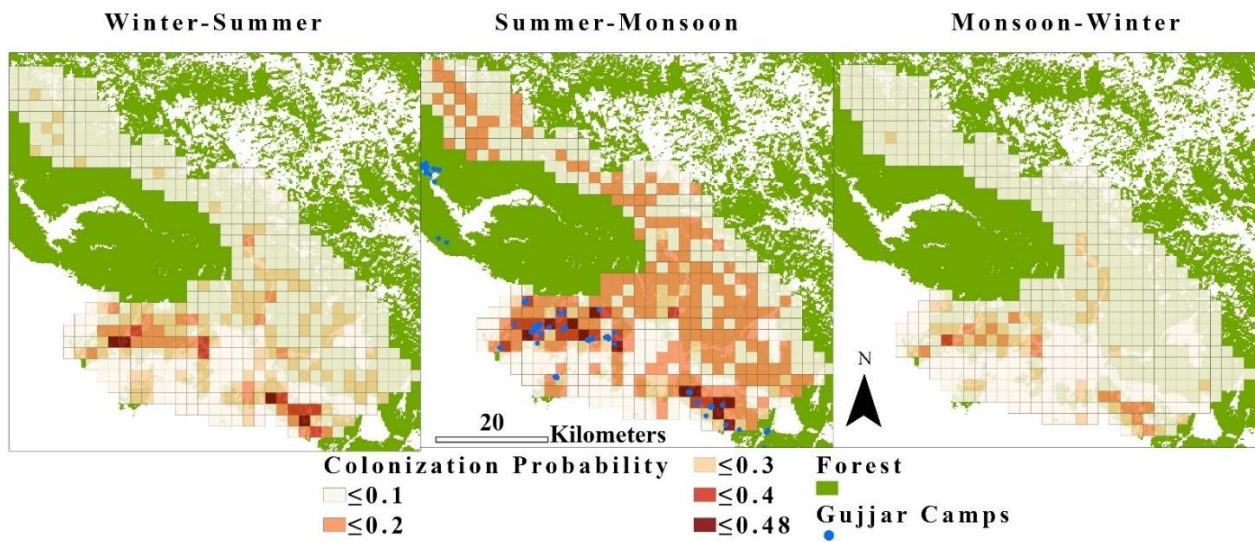 Winter-Summer
Summer-Monsoon
Monsoon-Winter
N
20
Kilometers
Colonization Probability
≤0.1
≤0.2
≤0.3
≤0.4
≤0.48
Forest
Gujjar Camps